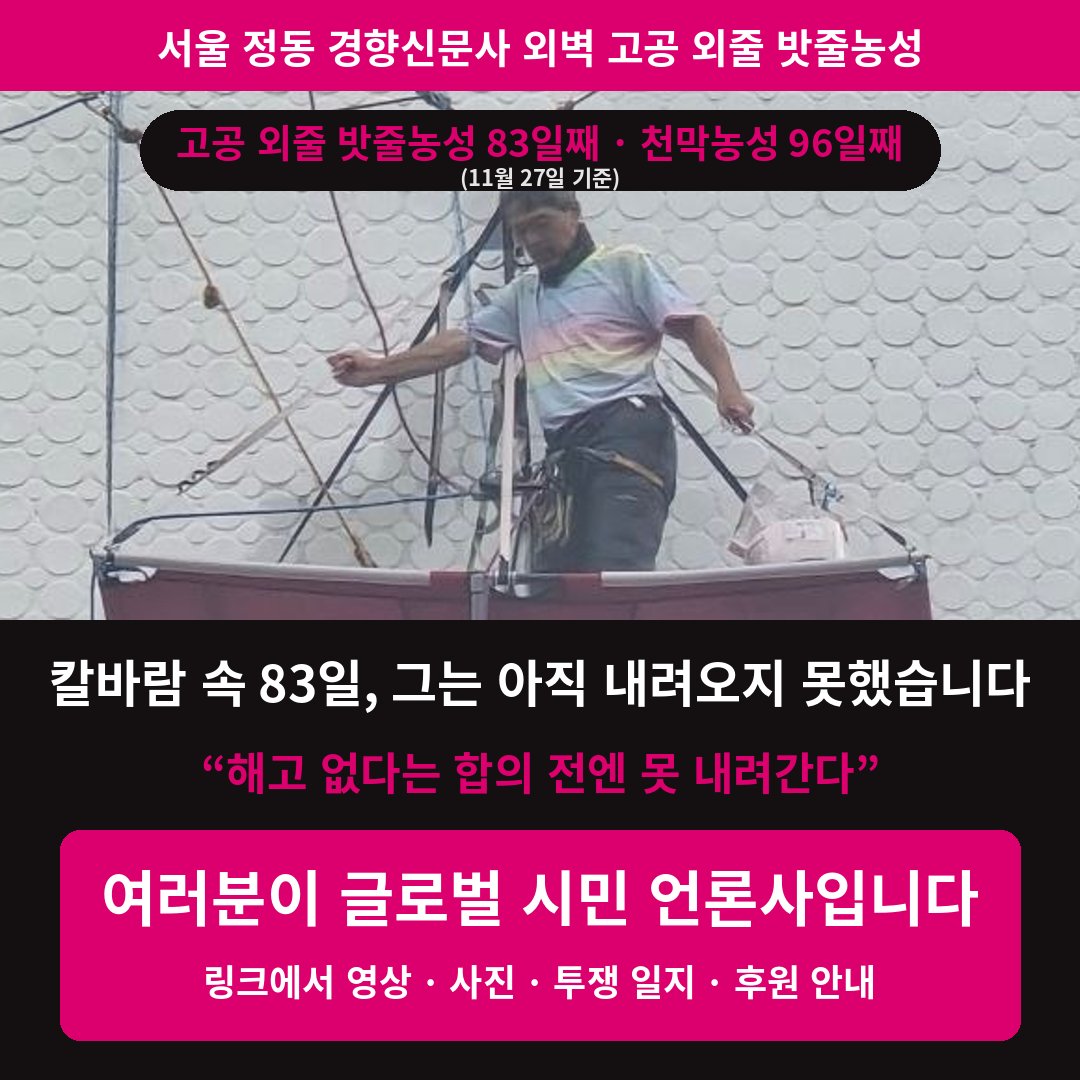 서울 정동 경향신문사 외벽 고공 외줄 밧줄농성
고공 외줄 밧줄농성 83일째 · 천막농성 96일째
(11월 27일 기준)
칼바람 속 83일, 그는 아직 내려오지 못했습니다
“해고 없다는 합의 전엔 못 내려간다”
여러분이 글로벌 시민 언론사입니다
링크에서 영상 · 사진 · 투쟁 일지 · 후원 안내